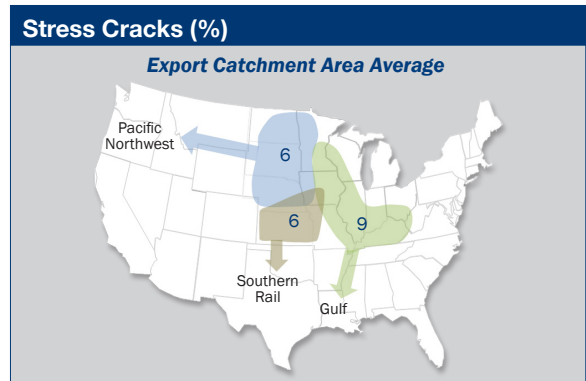 Stress Cracks (%)
Export Catchment Area Average
Pacific
Northwest
6
6
9
Southern
Rail
Gulf